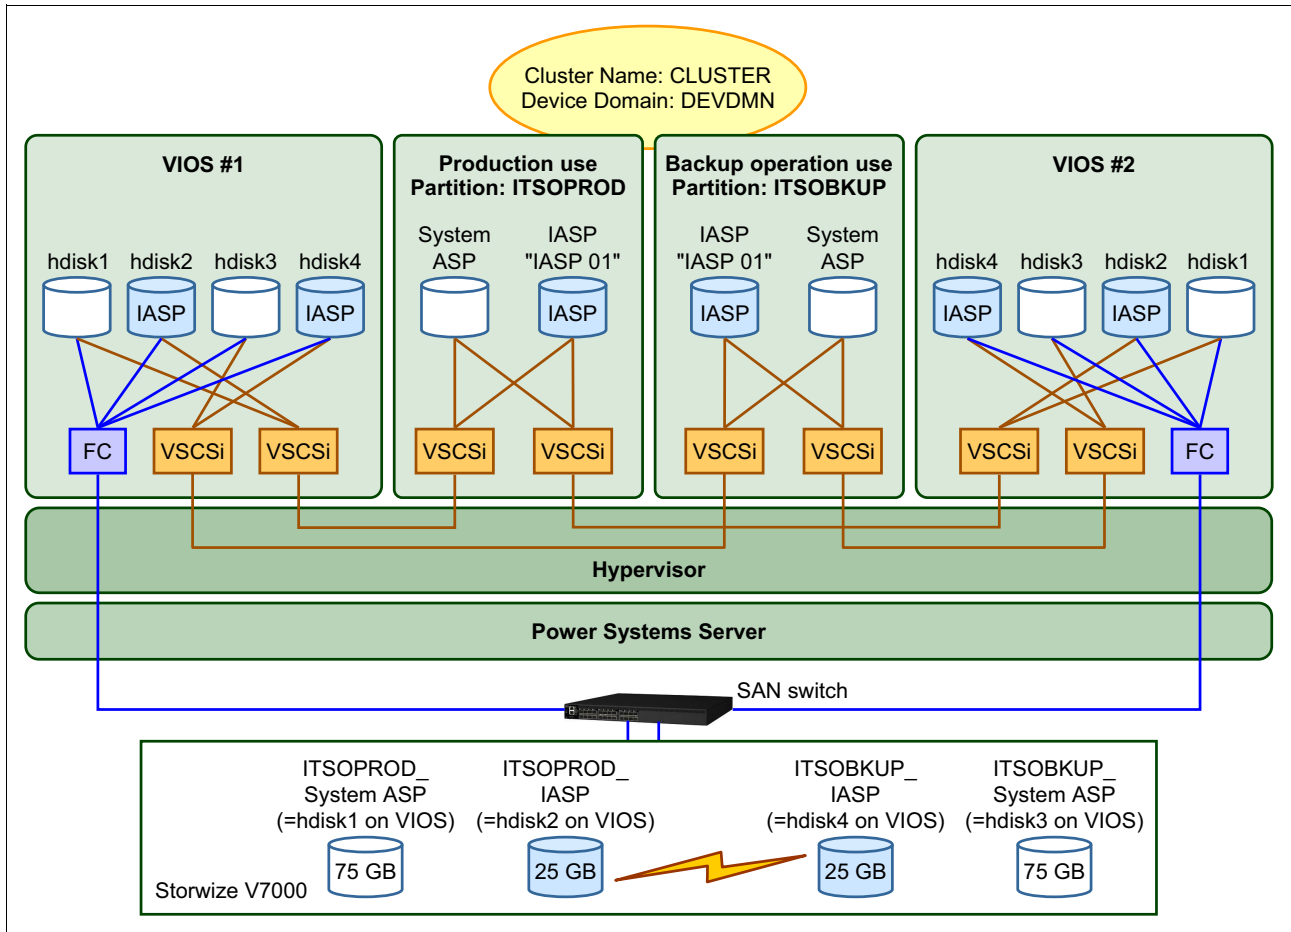 Cluster Name: CLUSTER
Device Domain: DEVDMN
VIOS #1
hdisk1
hdisk2
hdisk3
hdisk4
IASP
IASP
FC
VSCSi
VSCSi
Production use
Partition: ITSOPROD
System
ASP
IASP
"IASP 01"
IASP
VSCSi
VSCSi
Backup operation use
Partition: ITSOBKUP
IASP
"IASP 01"
System
ASP
IASP
VSCSi
VSCSi
VIOS #2
hdisk4
hdisk3
hdisk2
hdisk1
IASP
IASP
VSCSi
VSCSi
FC
Hypervisor
Power Systems Server
SAN switch
ITSOPROD_
System ASP
(=hdisk1 on VIOS)
75 GB
ITSOPROD_
IASP
(=hdisk2 on VIOS)
25 GB
ITSOBKUP_
IASP
(=hdisk4 on VIOS)
25 GB
ITSOBKUP_
System ASP
(=hdisk3 on VIOS)
75 GB
Storwize V7000